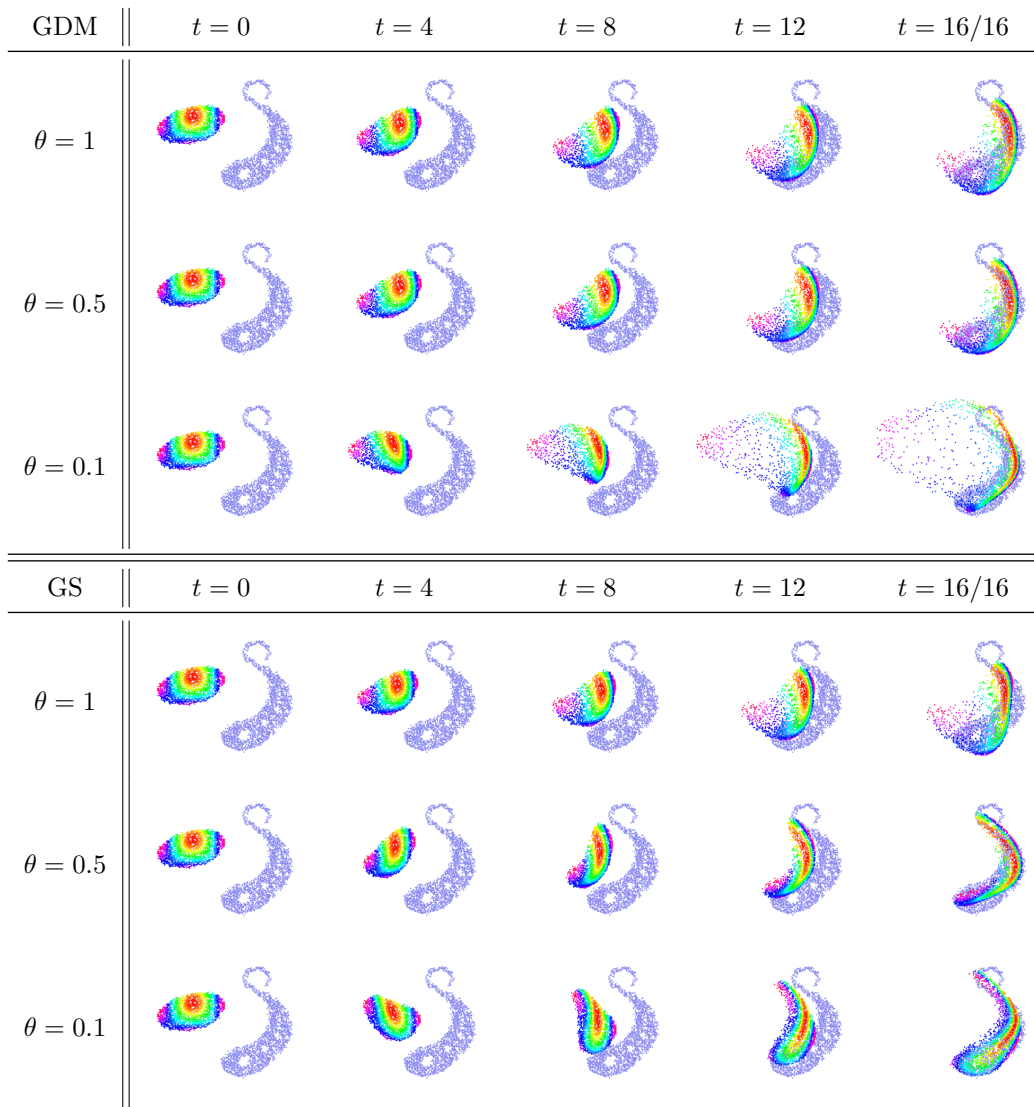 GDM t = 0 t = 4 t = 8 t = 12 t = 16/16
θ = 1
θ = 0.5
θ = 0.1
GS t = 0 t = 4 t = 8 t = 12 t = 16/16
θ = 1
θ = 0.5
θ = 0.1